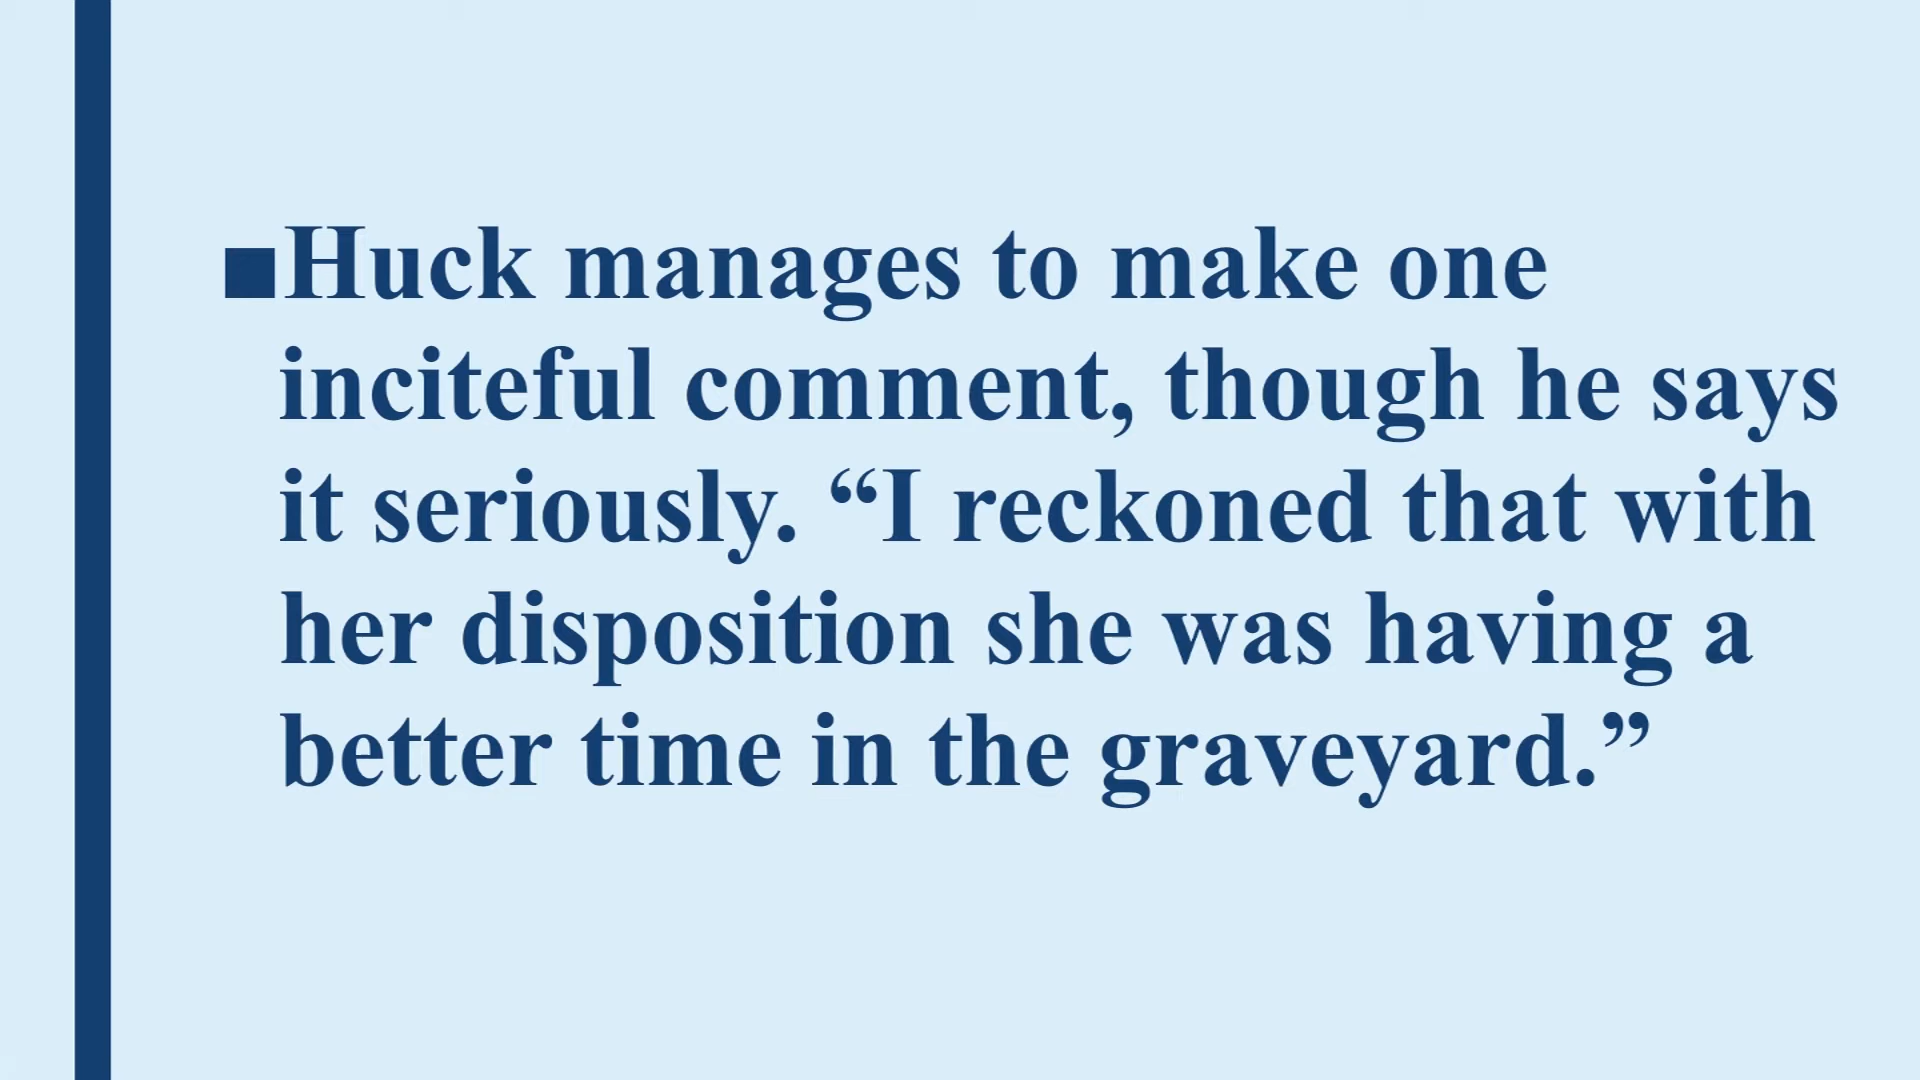 ■Huck manages to make one
inciteful comment, though he says
it seriously. “I reckoned that with
her disposition she was having a
better time in the graveyard.”